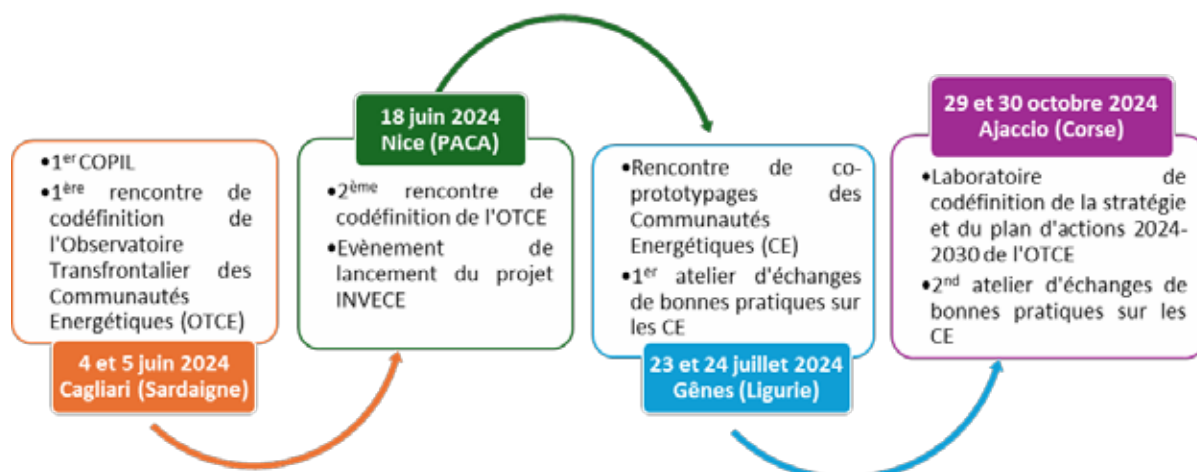 •1er COPIL
•1ère rencontre de
codéfinition de
l'Observatoire
Transfrontalier des
Communautés
Energétiques (OTCE)
4 et 5 juin 2024
Cagliari (Sardaigne)
18 juin 2024
Nice (PACA)
•2ème rencontre de
codéfinition de l'OTCE
•Evènement de
lancement du projet
INVECE
•Rencontre de co-
prototypages des
Communautés
Energétiques (CE)
•1er atelier d'échanges
de bonnes pratiques sur
les CE
23 et 24 juillet 2024
Gênes (Ligurie)
29 et 30 octobre 2024
Ajaccio (Corse)
•Laboratoire de
codéfinition de la stratégie
et du plan d'actions 2024-
2030 de l'OTCE
•2nd atelier d'échanges de
bonnes pratiques sur les
CE